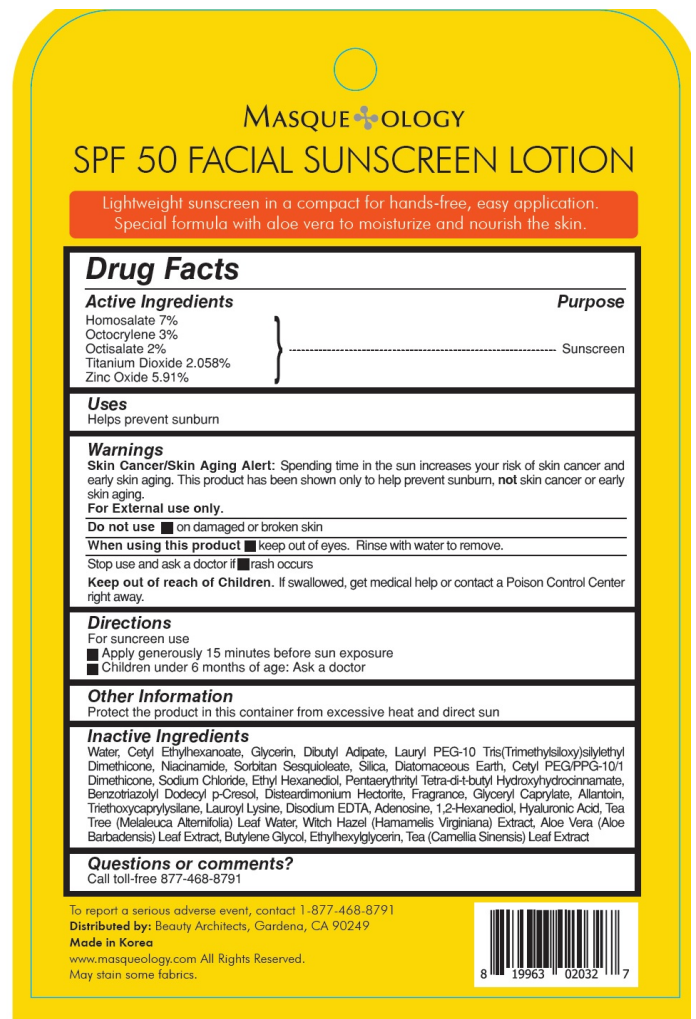 MASQUE OLOGY
SPF 50 FACIAL SUNSCREEN LOTION
Lightweight sunscreen in a compact for hands-free, easy application.
Special formula with aloe vera to moisturize and nourish the skin.
Drug Facts
Active Ingredients Purpose
Homosalate 7%
Octocrylene 3%
Octisalate 2% Sunscreen
Titanium Dioxide 2.058%
Zinc Oxide 5.91%
Uses
Helps prevent sunburn
Warnings
Skin Cancer/Skin Aging Alert: Spending time in the sun increases your risk of skin cancer and
early skin aging. This product has been shown only to help prevent sunburn, not skin cancer or early
skin aging.
For External use only.
Do not use ■ on damaged or broken skin
When using this product ■ keep out of eyes. Rinse with water to remove.
Stop use and ask a doctor if ■ rash occurs
Keep out of reach of Children. If swallowed, get medical help or contact a Poison Control Center
right away.
Directions
For suncreen use
■ Apply generously 15 minutes before sun exposure
■ Children under 6 months of age: Ask a doctor
Other Information
Protect the product in this container from excessive heat and direct sun
Inactive Ingredients
Water, Cetyl Ethylhexanoate, Glycerin, Dibutyl Adipate, Lauryl PEG-10 Tris(Trimethylsiloxy)silylethyl
Dimethicone, Niacinamide, Sorbitan Sesquioleate, Silica, Diatomaceous Earth, Cetyl PEG/PPG-10/1
Dimethicone, Sodium Chloride, Ethyl Hexanediol, Pentaerythrityl Tetra-di-t-butyl Hydroxyhydrocinnamate,
Benzotriazolyl Dodecyl p-Cresol, Disteardimonium Hectorite, Fragrance, Glyceryl Caprylate, Allantoin,
Triethoxycaprylysilane, Lauroyl Lysine, Disodium EDTA, Adenosine, 1,2-Hexanediol, Hyaluronic Acid, Tea
Tree (Melaleuca Alternifolia) Leaf Water, Witch Hazel (Hamamelis Virginiana) Extract, Aloe Vera (Aloe
Barbadensis) Leaf Extract, Butylene Glycol, Ethylhexylglycerin, Tea (Camellia Sinensis) Leaf Extract
Questions or comments?
Call toll-free 877-468-8791
To report a serious adverse event, contact 1-877-468-8791
Distributed by: Beauty Architects, Gardena, CA 90249
Made in Korea
www.masqueology.com All Rights Reserved.
May stain some fabrics.
8 19963 02032 7